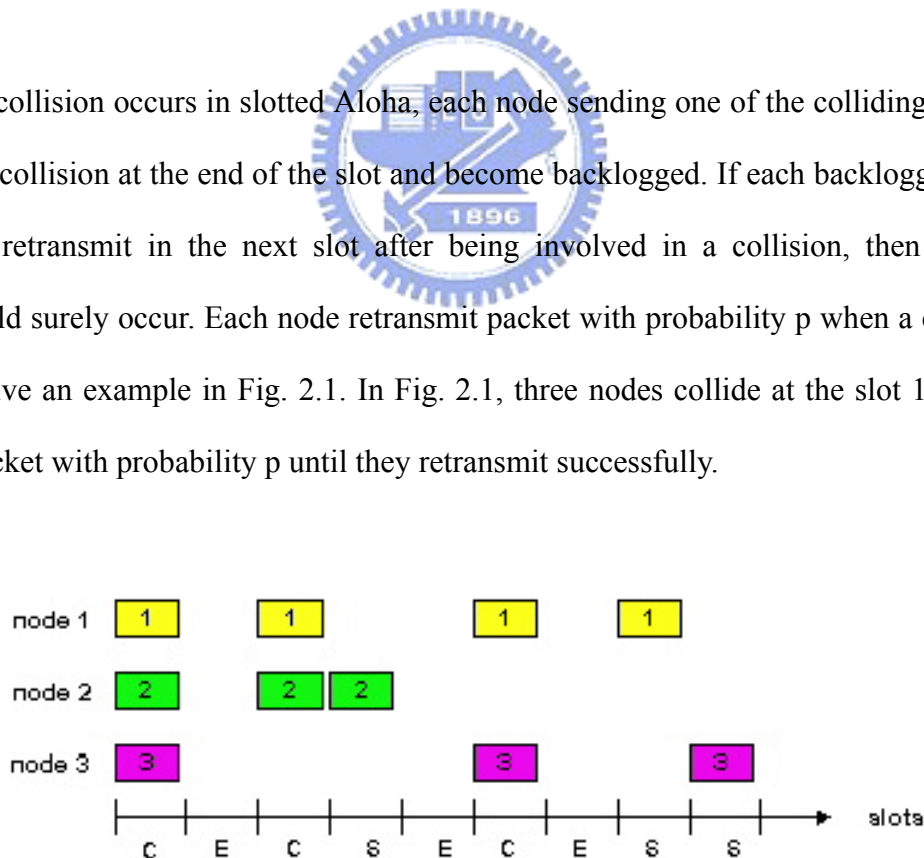 collision occurs in slotted Aloha, each node sending one of the colliding
collision at the end of the slot and become backlogged. If each backlogg
1896
retransmit in the next slot after being involved in a collision, then
ld surely occur. Each node retransmit packet with probability p when a
ive an example in Fig. 2.1. In Fig. 2.1, three nodes collide at the slot 1
cket with probability p until they retransmit successfully.
node 1 1 1 1 1
node 2 2 2 2
node 3 3 3 3
slots
C E C S E C E S S